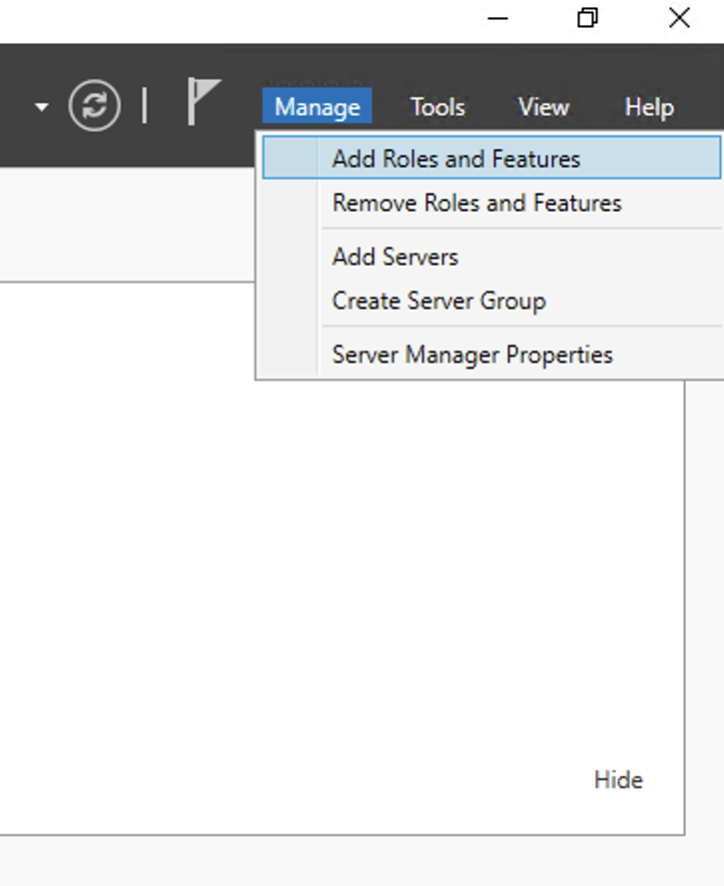 Manage Tools View Help
Add Roles and Features
Remove Roles and Features
Add Servers
Create Server Group
Server Manager Properties
Hide